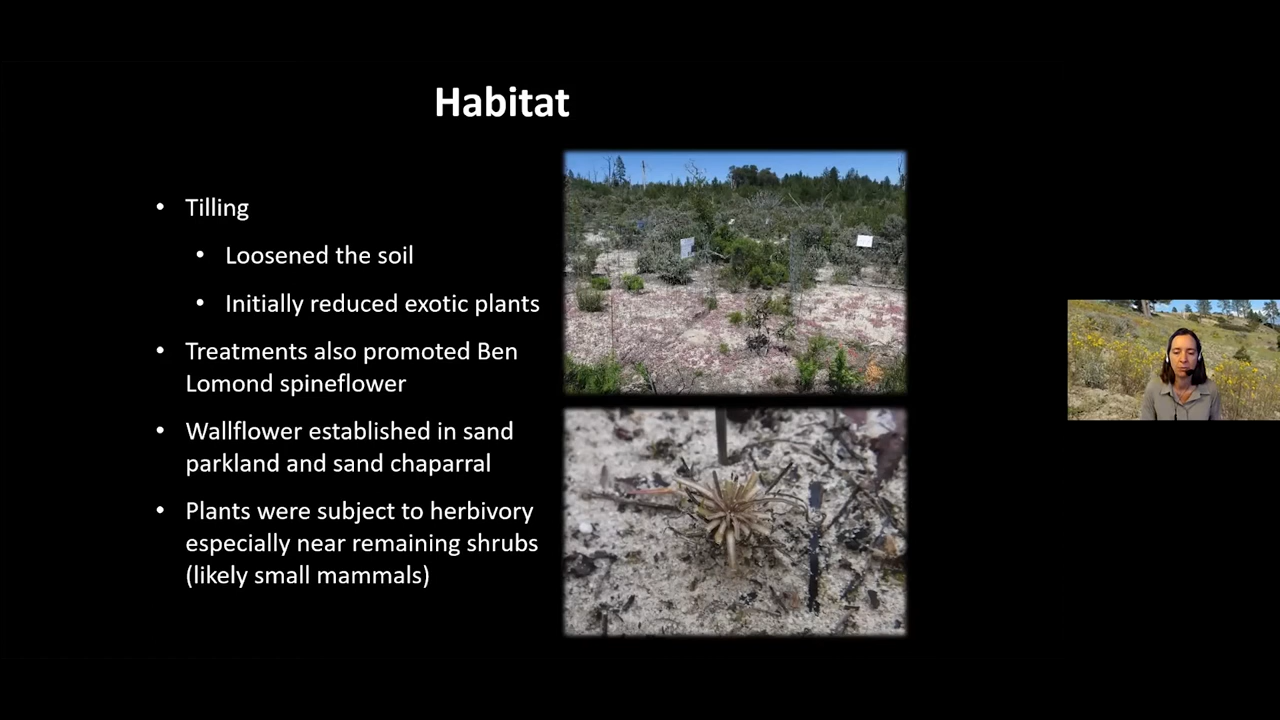 Habitat
• Tilling
• Loosened the soil
• Initially reduced exotic plants
• Treatments also promoted Ben
Lomond spineflower
• Wallflower established in sand
parkland and sand chaparral
• Plants were subject to herbivory
especially near remaining shrubs
(likely small mammals)